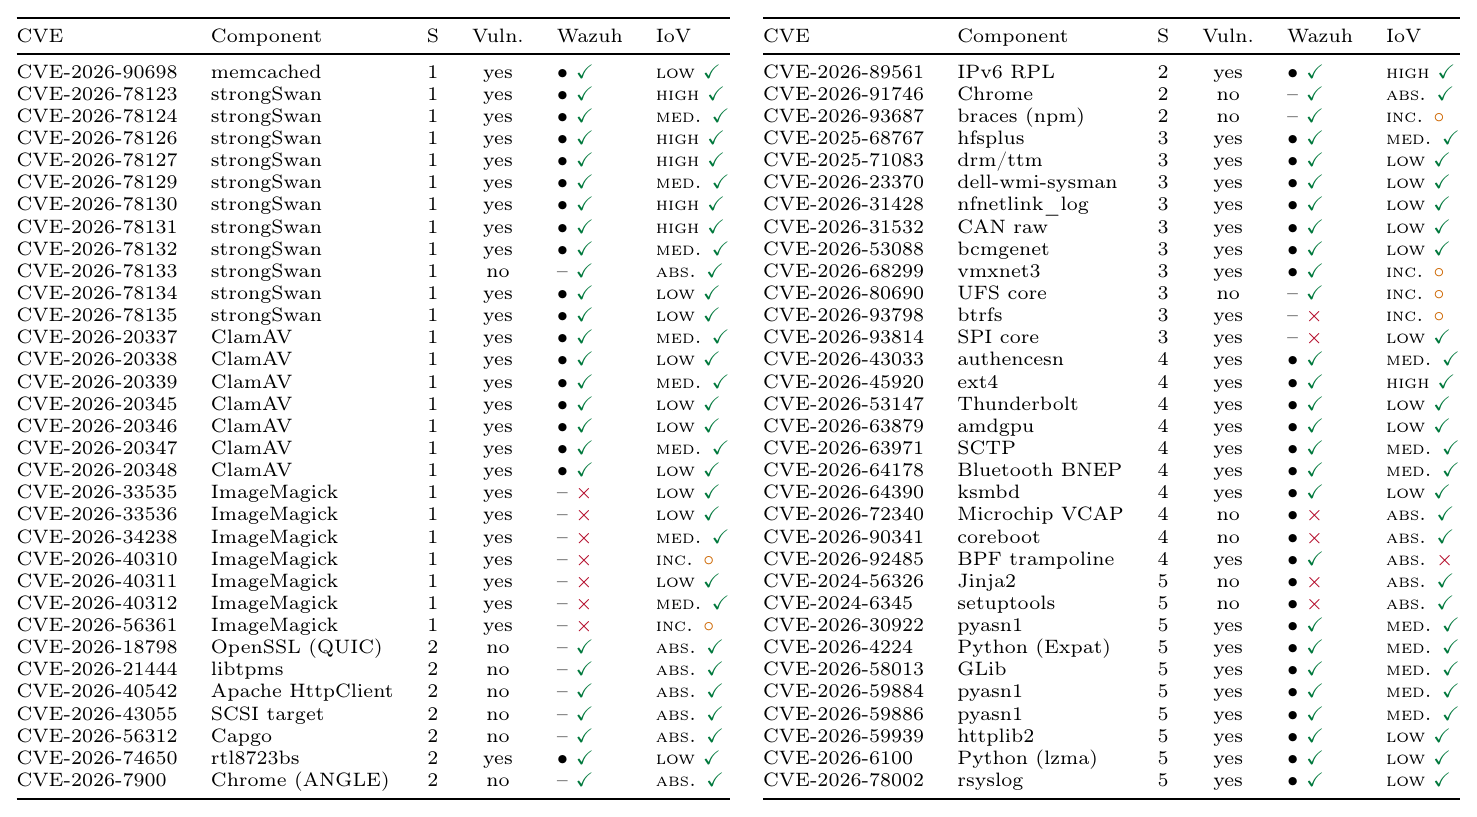 CVE Component S Vuln. Wazuh IoV
CVE-2026-90698 memcached 1 yes ● ✓ LOW ✓
CVE-2026-78123 strongSwan 1 yes ● ✓ HIGH ✓
CVE-2026-78124 strongSwan 1 yes ● ✓ MED. ✓
CVE-2026-78126 strongSwan 1 yes ● ✓ HIGH ✓
CVE-2026-78127 strongSwan 1 yes ● ✓ HIGH ✓
CVE-2026-78129 strongSwan 1 yes ● ✓ MED. ✓
CVE-2026-78130 strongSwan 1 yes ● ✓ HIGH ✓
CVE-2026-78131 strongSwan 1 yes ● ✓ HIGH ✓
CVE-2026-78132 strongSwan 1 yes ● ✓ MED. ✓
CVE-2026-78133 strongSwan 1 no – ✓ ABS. ✓
CVE-2026-78134 strongSwan 1 yes ● ✓ LOW ✓
CVE-2026-78135 strongSwan 1 yes ● ✓ LOW ✓
CVE-2026-20337 ClamAV 1 yes ● ✓ MED. ✓
CVE-2026-20338 ClamAV 1 yes ● ✓ LOW ✓
CVE-2026-20339 ClamAV 1 yes ● ✓ MED. ✓
CVE-2026-20345 ClamAV 1 yes ● ✓ LOW ✓
CVE-2026-20346 ClamAV 1 yes ● ✓ LOW ✓
CVE-2026-20347 ClamAV 1 yes ● ✓ MED. ✓
CVE-2026-20348 ClamAV 1 yes ● ✓ LOW ✓
CVE-2026-33535 ImageMagick 1 yes – × LOW ✓
CVE-2026-33536 ImageMagick 1 yes – × LOW ✓
CVE-2026-34238 ImageMagick 1 yes – × MED. ✓
CVE-2026-40310 ImageMagick 1 yes – × INC. ○
CVE-2026-40311 ImageMagick 1 yes – × LOW ✓
CVE-2026-40312 ImageMagick 1 yes – × MED. ✓
CVE-2026-56361 ImageMagick 1 yes – × INC. ○
CVE-2026-18798 OpenSSL (QUIC) 2 no – ✓ ABS. ✓
CVE-2026-21444 libtpms 2 no – ✓ ABS. ✓
CVE-2026-40542 Apache HttpClient 2 no – ✓ ABS. ✓
CVE-2026-43055 SCSI target 2 no – ✓ ABS. ✓
CVE-2026-56312 Capgo 2 no – ✓ ABS. ✓
CVE-2026-74650 rtl8723bs 2 yes ● ✓ LOW ✓
CVE-2026-7900 Chrome (ANGLE) 2 no – ✓ ABS. ✓
CVE Component S Vuln. Wazuh IoV
CVE-2026-89561 IPv6 RPL 2 yes ● ✓ HIGH ✓
CVE-2026-91746 Chrome 2 no – ✓ ABS. ✓
CVE-2026-93687 braces (npm) 2 no – ✓ INC. ○
CVE-2025-68767 hfsplus 3 yes ● ✓ MED. ✓
CVE-2025-71083 drm/ttm 3 yes ● ✓ LOW ✓
CVE-2026-23370 dell-wmi-sysman 3 yes ● ✓ LOW ✓
CVE-2026-31428 nfnetlink_log 3 yes ● ✓ LOW ✓
CVE-2026-31532 CAN raw 3 yes ● ✓ LOW ✓
CVE-2026-53088 bcmgenet 3 yes ● ✓ LOW ✓
CVE-2026-68299 vmxnet3 3 yes ● ✓ INC. ○
CVE-2026-80690 UFS core 3 no – ✓ INC. ○
CVE-2026-93798 btrfs 3 yes – × INC. ○
CVE-2026-93814 SPI core 3 yes – × LOW ✓
CVE-2026-43033 authencesn 4 yes ● ✓ MED. ✓
CVE-2026-45920 ext4 4 yes ● ✓ HIGH ✓
CVE-2026-53147 Thunderbolt 4 yes ● ✓ LOW ✓
CVE-2026-63879 amdgpu 4 yes ● ✓ LOW ✓
CVE-2026-63971 SCTP 4 yes ● ✓ MED. ✓
CVE-2026-64178 Bluetooth BNEP 4 yes ● ✓ MED. ✓
CVE-2026-64390 ksmbd 4 yes ● ✓ LOW ✓
CVE-2026-72340 Microchip VCAP 4 no ● × ABS. ✓
CVE-2026-90341 coreboot 4 no ● × ABS. ✓
CVE-2026-92485 BPF trampoline 4 yes ● ✓ ABS. ×
CVE-2024-56326 Jinja2 5 no ● × ABS. ✓
CVE-2024-6345 setuptools 5 no ● × ABS. ✓
CVE-2026-30922 pyasn1 5 yes ● ✓ MED. ✓
CVE-2026-4224 Python (Expat) 5 yes ● ✓ MED. ✓
CVE-2026-58013 GLib 5 yes ● ✓ MED. ✓
CVE-2026-59884 pyasn1 5 yes ● ✓ MED. ✓
CVE-2026-59886 pyasn1 5 yes ● ✓ MED. ✓
CVE-2026-59939 httplib2 5 yes ● ✓ LOW ✓
CVE-2026-6100 Python (lzma) 5 yes ● ✓ LOW ✓
CVE-2026-78002 rsyslog 5 yes ● ✓ LOW ✓